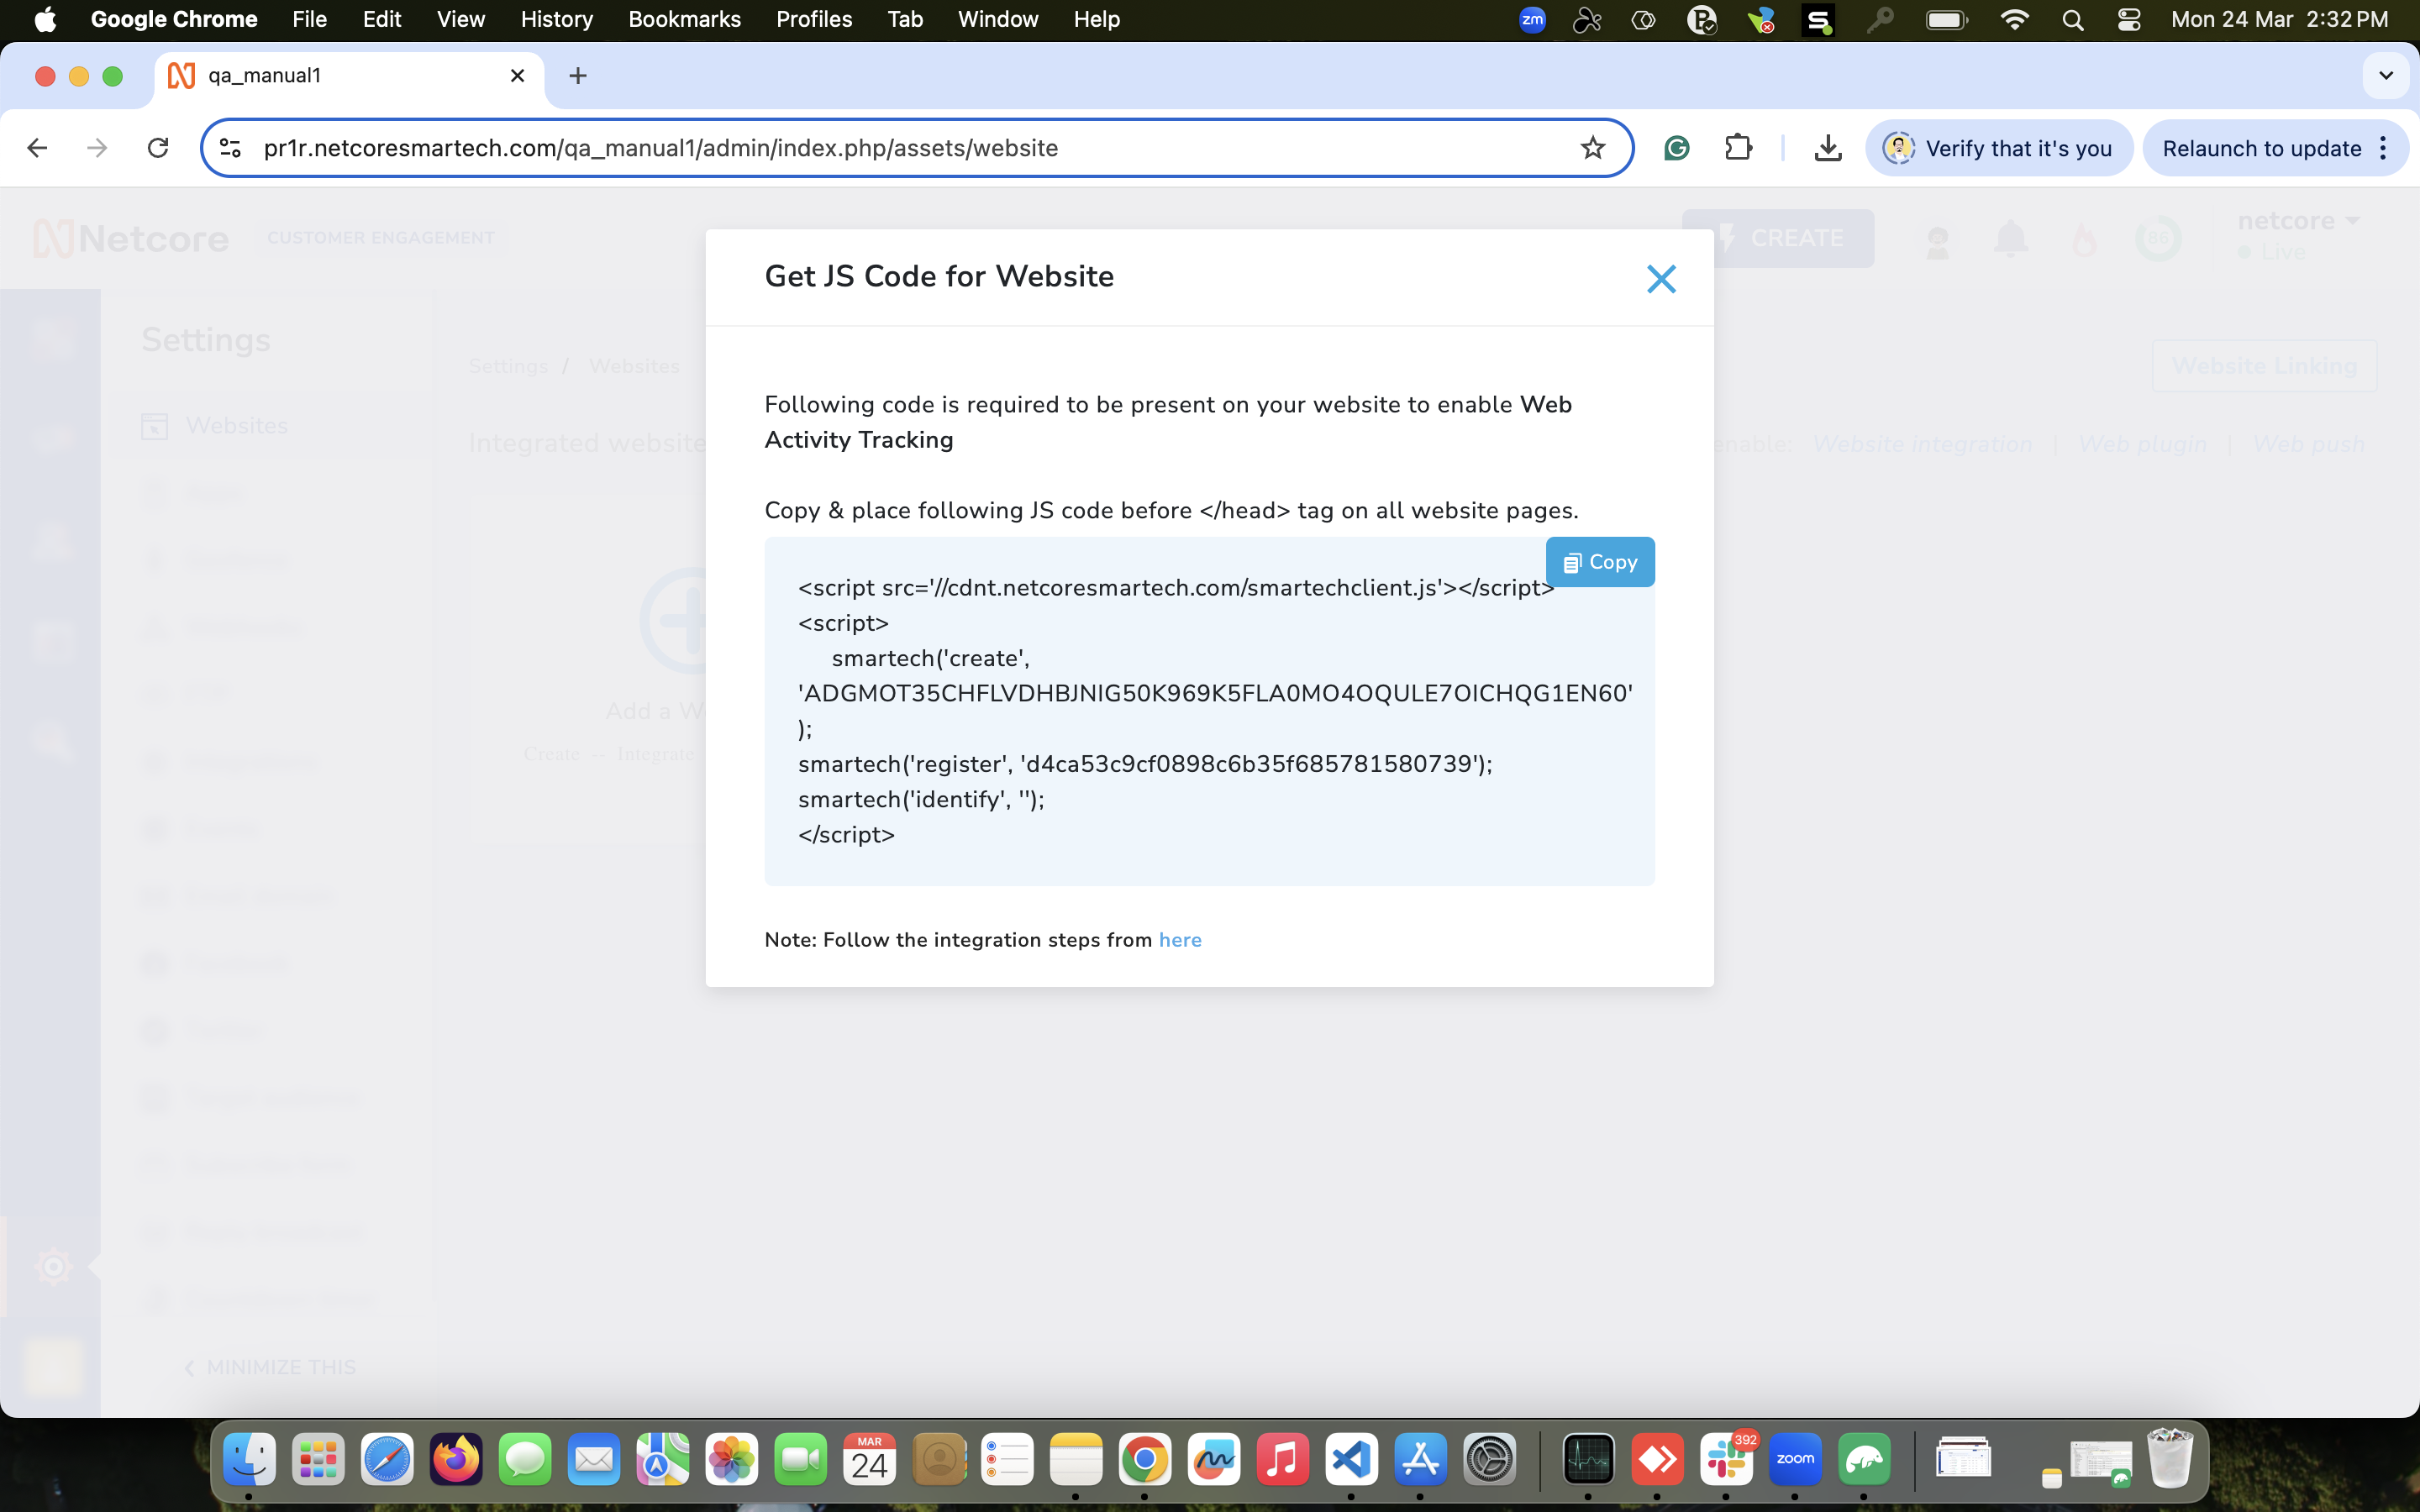 Google Chrome File Edit View History Bookmarks Profiles Tab Window Help
zm
Mon 24 Mar 2:32 PM
qa_manual1
pr1r.netcoresmartech.com/qa_manual1/admin/index.php/assets/website
Verify that it's you
Relaunch to update
Netcore
CUSTOMER ENGAGEMENT
CREATE
86
netcore
Live
Settings
Settings / Websites
Website Linking
Websites
Integrated website
enable: Website integration | Web plugin | Web push
Add a W
Create -- Integrate
Get JS Code for Website
Following code is required to be present on your website to enable Web
Activity Tracking
Copy & place following JS code before </head> tag on all website pages.
Copy
<script src='//cdnt.netcoresmartech.com/smartechclient.js'></script>
<script>
smartech('create',
'ADGMOT35CHFLVDHBJNIG50K969K5FLA0MO4OQULE7OICHQG1EN60'
);
smartech('register', 'd4ca53c9cf0898c6b35f685781580739');
smartech('identify', '');
</script>
Note: Follow the integration steps from here
MINIMIZE THIS
MAR
24
392
zoom